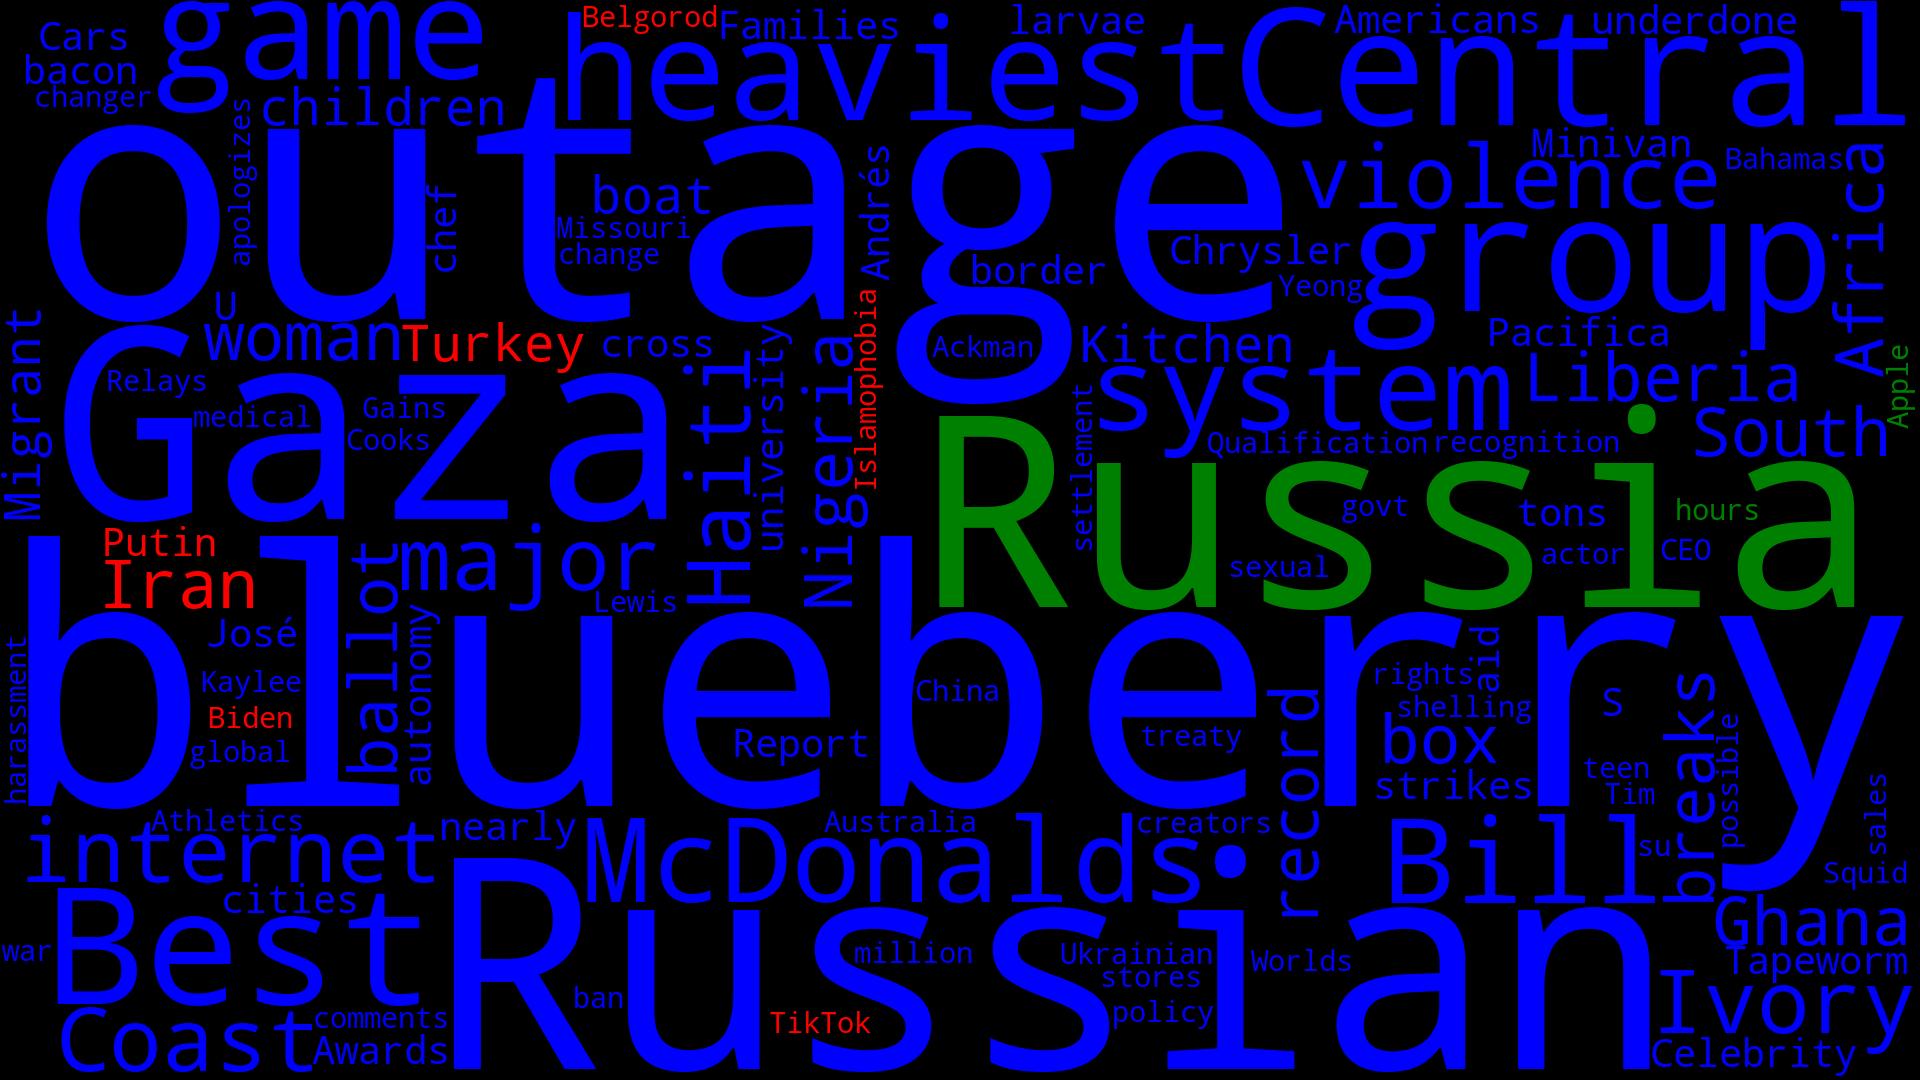 Cars
bacon
changer
game
children
apologizes
Belgorod
Families
larvae
Americans
underdone
heaviest
Central
outage
chef
boat
Missouri
change
Andrés
border
Chrysler
Yeong
violence
Minivan
Bahamas
group
Africa
Migrant
U
woman
Turkey
cross
university
Nigeria
Islamophobia
Ackman
Kitchen
Pacifica
Apple
Gaza
Relays
medical
Gains
Cooks
Haiti
settlement
system
Liberia
South
Qualification
recognition
Russia
govt
tons
hours
sexual
actor
CEO
Putin
Iran
ballot
major
Lewis
autonomy
blueberry
harassment
José
Kaylee
Biden
global
Report
China
treaty
record
rights
aid
shelling
box
strikes
S
teen
Tim
breaks
possible
sales
Squid
Athletics
internet
nearly
McDonalds
Australia
creators
Bill
su
cities
Best
war
Coast
comments
Awards
Russian
ban
million
TikTok
Ukrainian
stores
policy
Worlds
Ghana
Tapeworm
Ivory
Celebrity